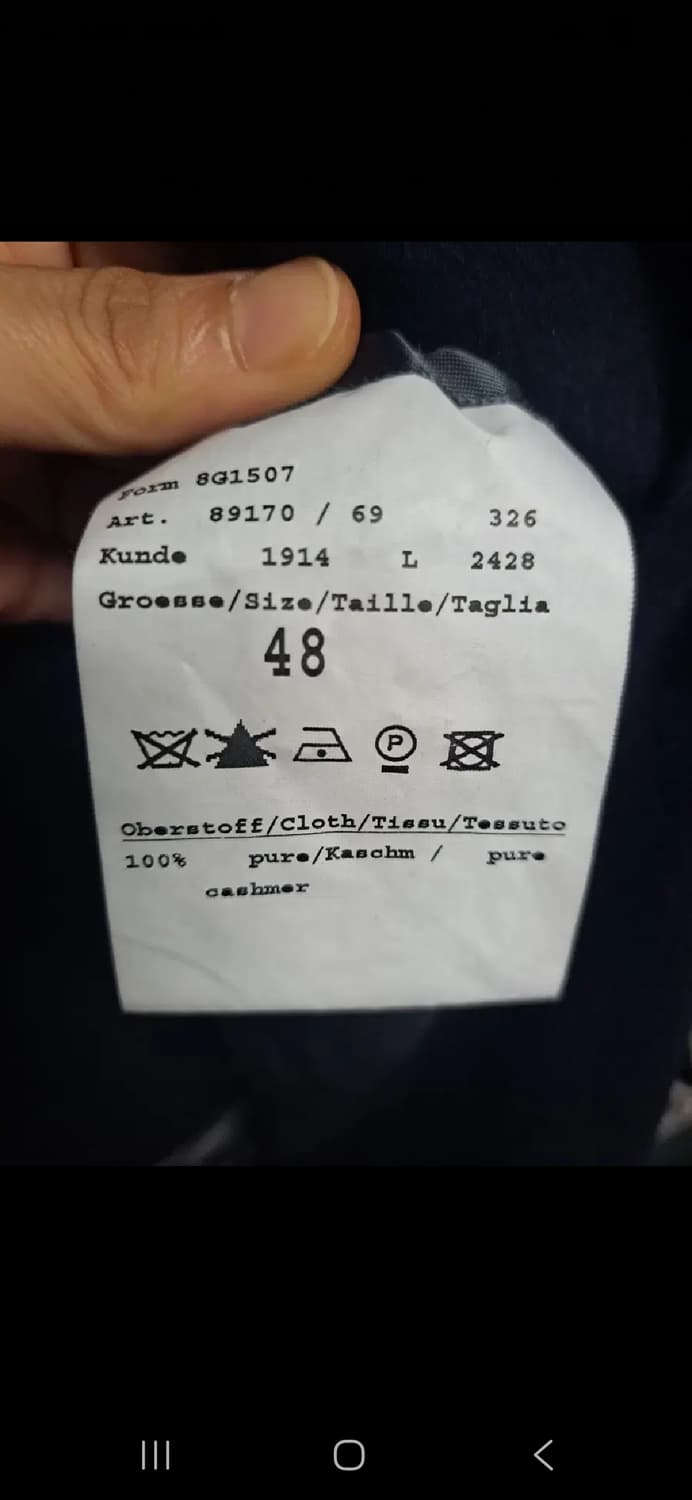 Form 8G1507
Art. 89170 / 69 326
Kunde 1914 L 2428
Groesse/Size/Taille/Taglia
48
P
Oberstoff/Cloth/Tissu/Tessuto
100% pure/Kaschm / pure
cashmer